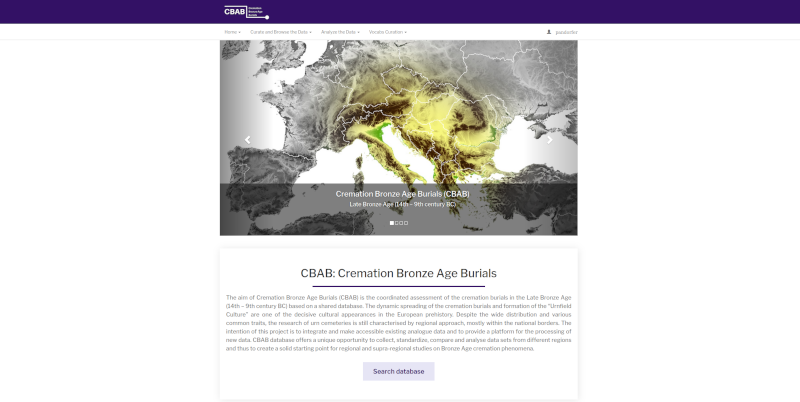 CBAB Cremation
Bronze Age
Burials
Home Curate and Browse the Data Analyze the Data Vocabs Curation
Cremation Bronze Age Burials (CBAB)
Late Bronze Age (14th – 9th century BC)
CBAB: Cremation Bronze Age Burials
The aim of Cremation Bronze Age Burials (CBAB) is the coordinated assessment of the cremation burials in the Late Bronze Age
(14th – 9th century BC) based on a shared database. The dynamic spreading of the cremation burials and formation of the "Urnfield
Culture" are one of the decisive cultural appearances in the European prehistory. Despite the wide distribution and various
common traits, the research of urn cemeteries is still characterised by regional approach, mostly within the national borders. The
intention of this project is to integrate and make accessible existing analogue data and to provide a platform for the processing of
new data. CBAB database offers a unique opportunity to collect, standardize, compare and analyse data sets from different regions
and thus to create a solid starting point for regional and supra-regional studies on Bronze Age cremation phenomena.
Search database